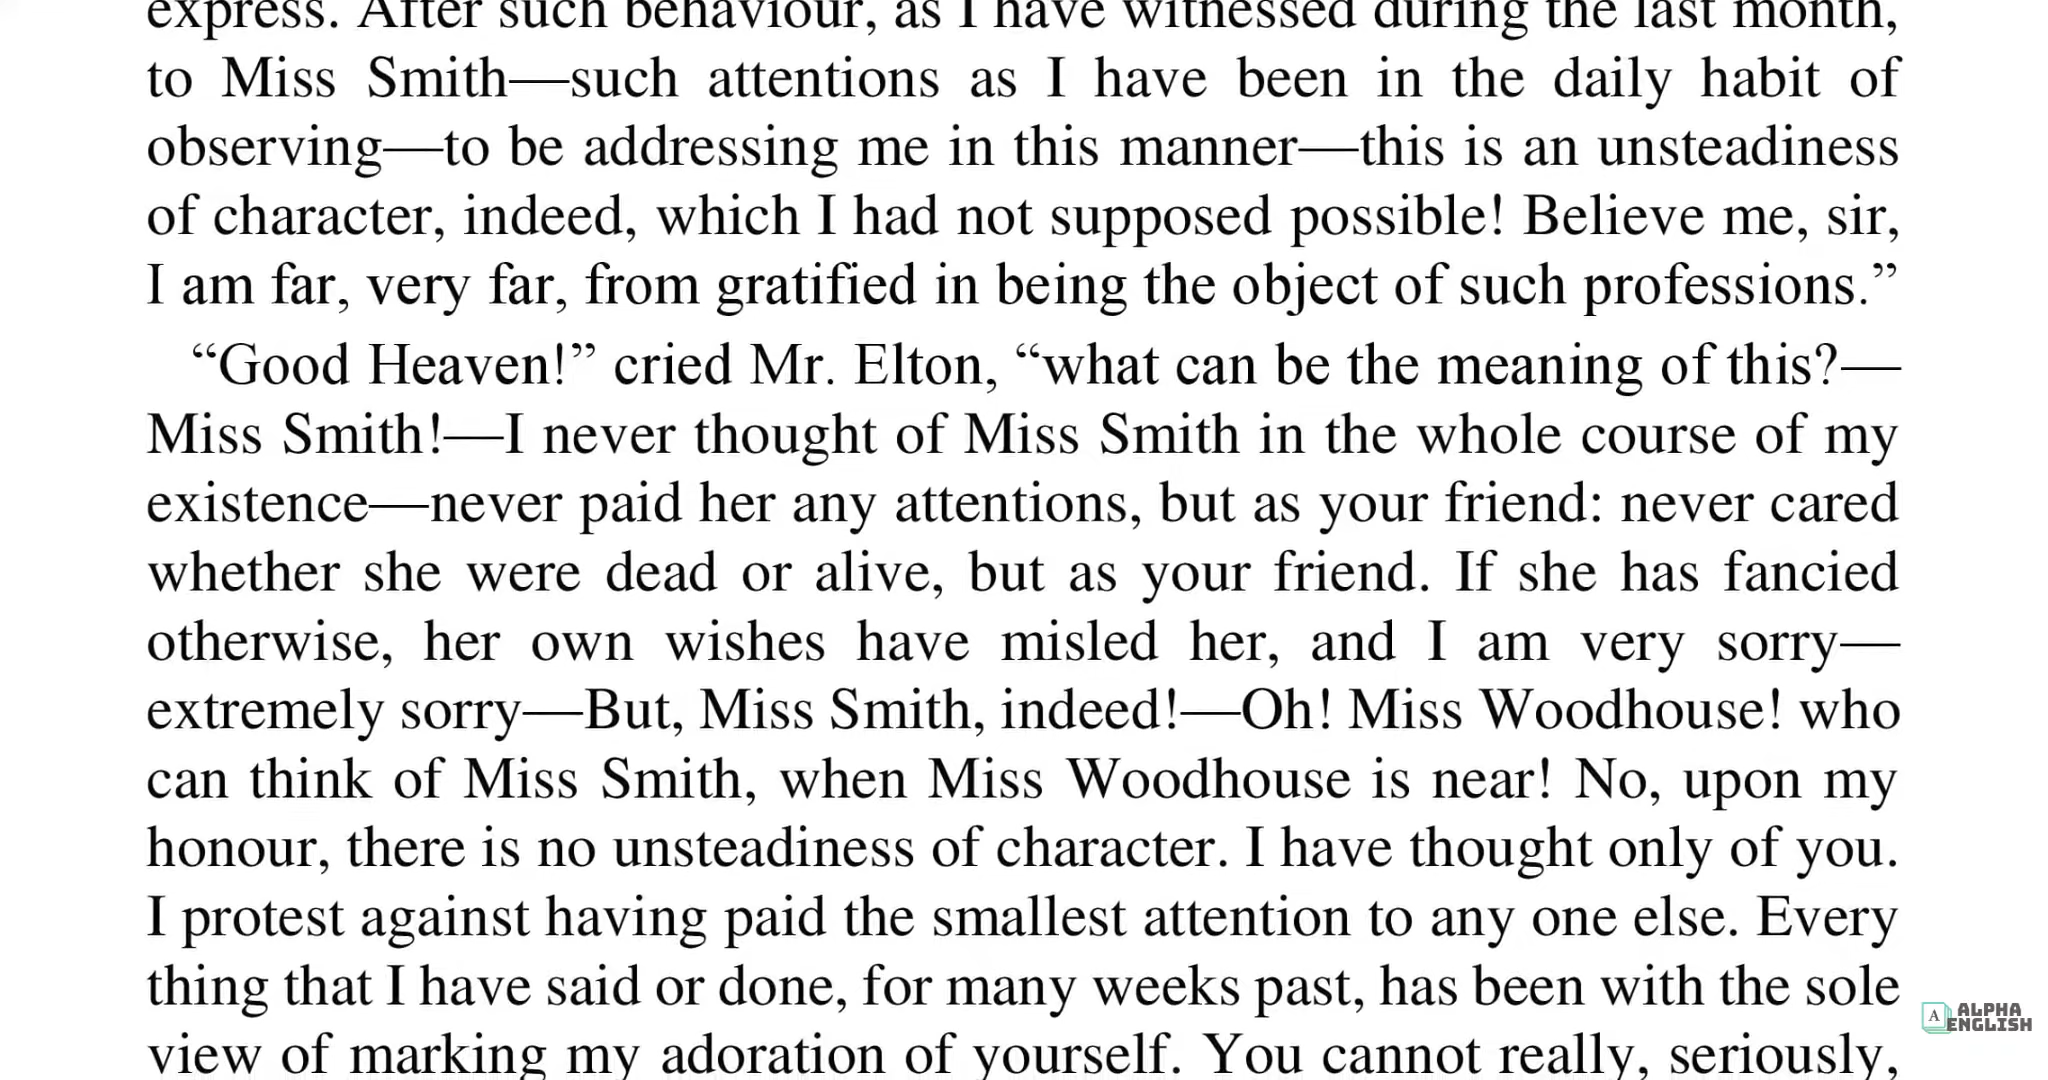 express. After such behaviour, as I have witnessed during the last month,
to Miss Smith—such attentions as I have been in the daily habit of
observing—to be addressing me in this manner—this is an unsteadiness
of character, indeed, which I had not supposed possible! Believe me, sir,
I am far, very far, from gratified in being the object of such professions.”
“Good Heaven!” cried Mr. Elton, “what can be the meaning of this?—
Miss Smith!—I never thought of Miss Smith in the whole course of my
existence—never paid her any attentions, but as your friend: never cared
whether she were dead or alive, but as your friend. If she has fancied
otherwise, her own wishes have misled her, and I am very sorry—
extremely sorry—But, Miss Smith, indeed!—Oh! Miss Woodhouse! who
can think of Miss Smith, when Miss Woodhouse is near! No, upon my
honour, there is no unsteadiness of character. I have thought only of you.
I protest against having paid the smallest attention to any one else. Every
thing that I have said or done, for many weeks past, has been with the sole
view of marking my adoration of yourself. You cannot really, seriously,
A ALPHA
ENGLISH